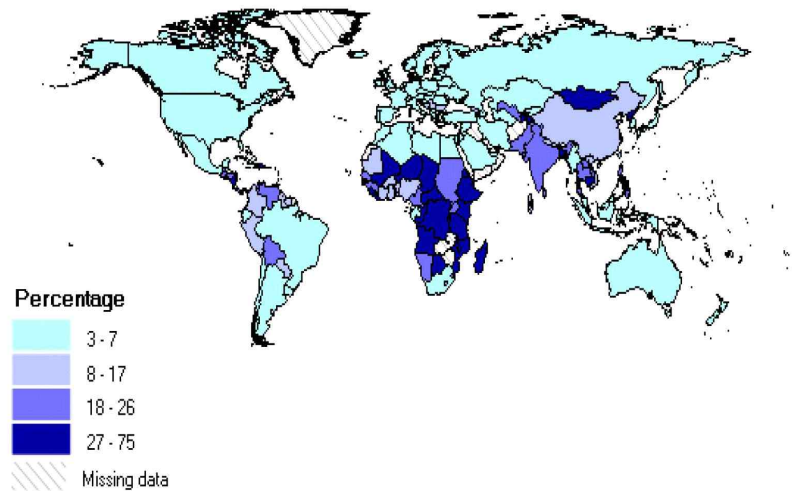 Percentage
3 - 7
8 - 17
18 - 26
27 - 75
Missing data